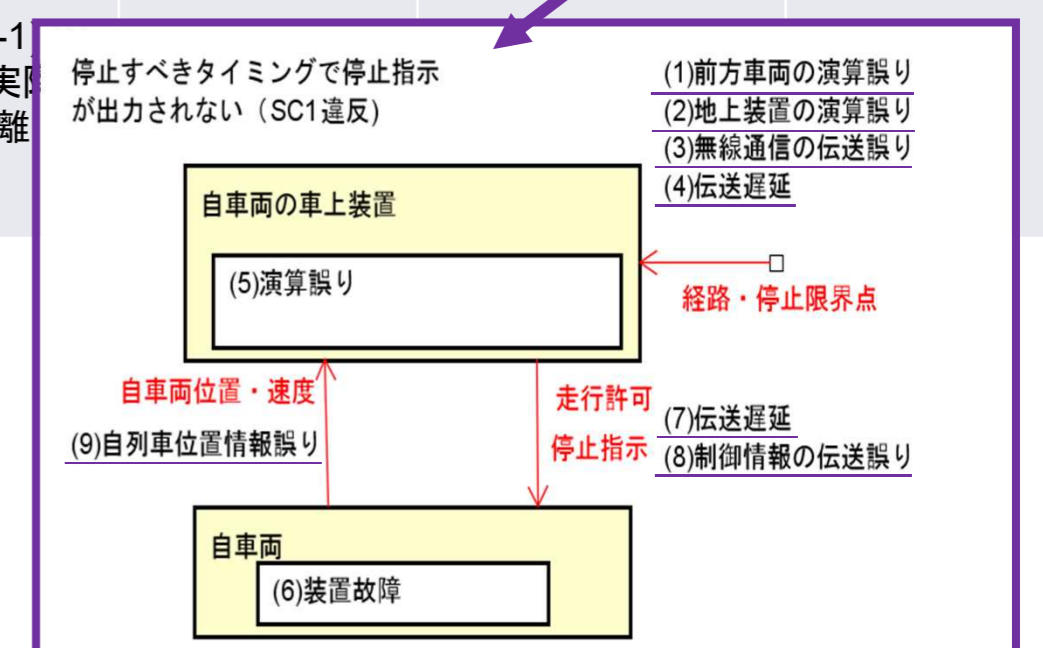 -1)
離
停止すべきタイミングで停止指示
が出力されない（SC1違反)
(1)前方車両の演算誤り
(2)地上装置の演算誤り
(3)無線通信の伝送誤り
(4)伝送遅延
自車両の車上装置
(5)演算誤り
経路・停止限界点
自車両位置・速度
(9)自列車位置情報誤り
走行許可
停止指示
(7)伝送遅延
(8)制御情報の伝送誤り
自車両
(6)装置故障